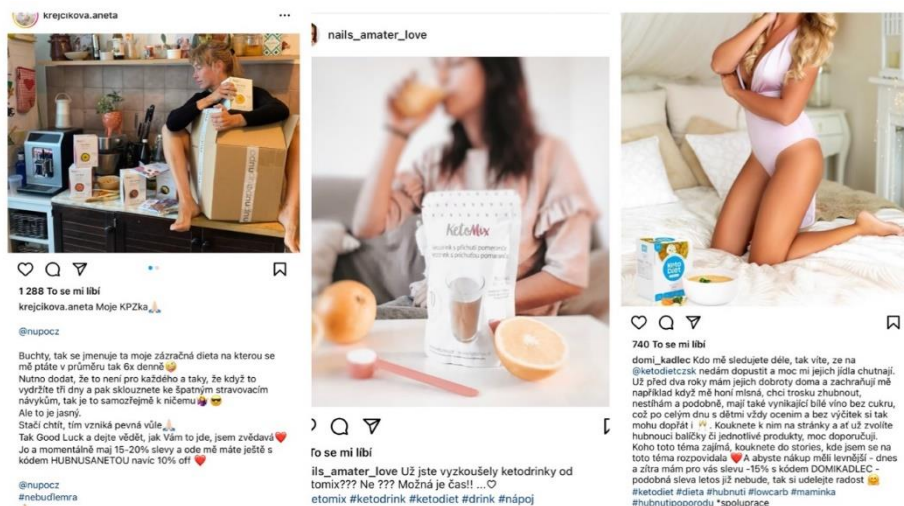 krejcikova.aneta
1 288 To se mi líbí
krejcikova.aneta Moje KPZka🙏🏻
@nupocz
Buchty, tak se jmenuje ta moje zázračná dieta na kterou se
mě ptáte v průměru tak 6x denně🤣
Nutno dodat, že to není pro každého a taky, že když to
vydržíte tři dny a pak sklouznete ke špatným stravovacím
návykům, tak je to samozřejmě k ničemu🤷‍♀️😎
Ale to je jasný.
Stačí chtít, tím vzniká pevná vůle🙏🏻
Tak Good Luck a dejte vědět, jak Vám to jde, jsem zvědavá❤️
Jo a momentálně maj 15-20% slevy a ode mě máte ještě s
kódem HUBNUSANETOU navíc 10% off ❤️
@nupocz
#nebudlemra
nails_amater_love
KetoMix
To se mi líbí
ils_amater_love Už jste vyzkoušely ketodrinky od
tomix??? Ne ??? Možná je čas!! ...♡
etomix #ketodrink #ketodiet #drink #nápoj
KETO
DIET
740 To se mi líbí
domi_kadlec Kdo mě sledujete déle, tak víte, ze na
@ketodietczsk nedám dopustit a moc mi jejich jídla chutnají.
Už před dva roky mám jejich dobroty doma a zachraňují mě
například když mě honí mlsná, chci trosku zhubnout,
nestíhám a podobně, mají také vynikající bílé víno bez cukru,
což po celým dnu s dětmi vždy ocenim a bez výčitek si tak
mohu dopřát i 🥂. Kouknete k nim na stránky a ať už zvolíte
hubnouci balíčky či jednotlivé produkty, moc doporučuji.
Koho toto téma zajímá, kouknete do stories, kde jsem se na
toto téma rozpovidala ❤️A abyste nákup měli levnější - dnes
a zítra mám pro vás slevu -15% s kódem DOMIKADLEC -
podobná sleva letos již nebude, tak si udelejte radost 🤗
#ketodiet #dieta #hubnuti #lowcarb #maminka
#hubnutipoporodu *spoluprace